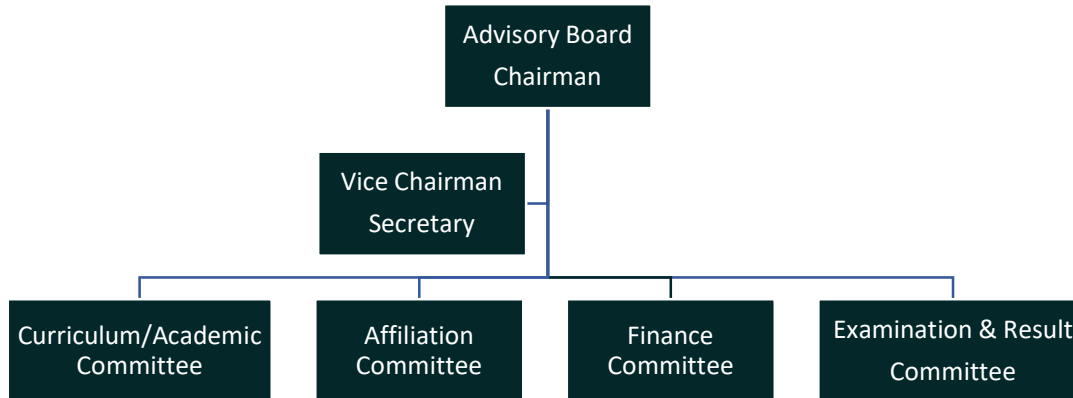 Advisory Board
Chairman
Vice Chairman
Secretary
Curriculum/Academic
Committee
Affiliation
Committee
Finance
Committee
Examination & Result
Committee